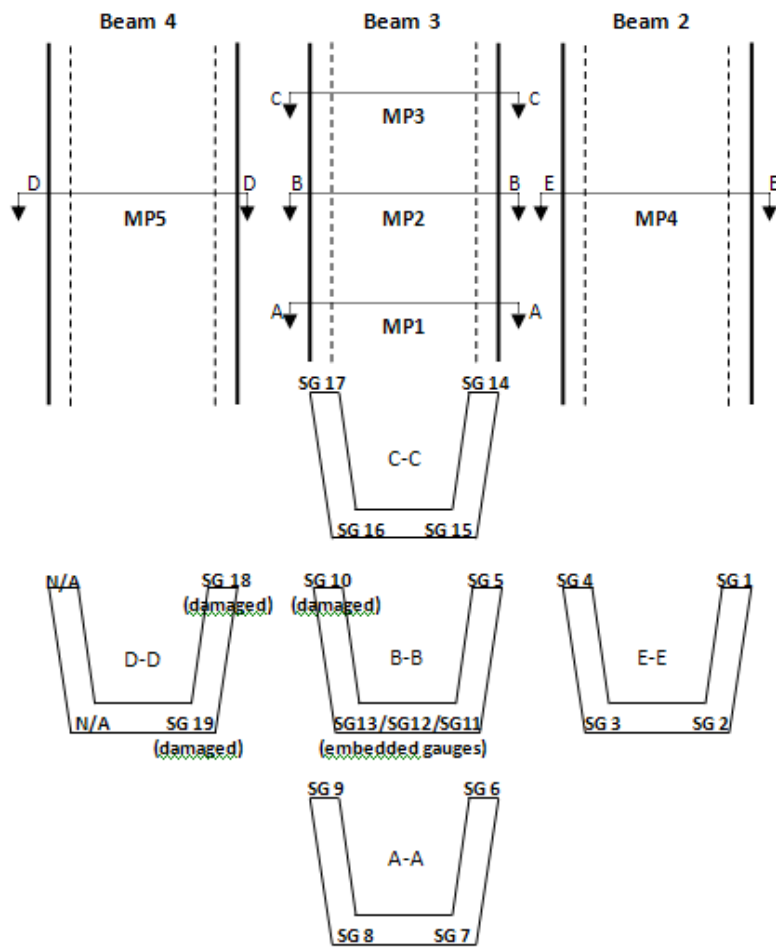 Beam 4 Beam 3 Beam 2
C C
MP3
D D B B E E
MP5 MP2 MP4
A A
MP1
SG 17 SG 14
C-C
SG 16 SG 15
N/A SG 18 SG 10 SG 5 SG 4 SG 1
(damaged) (damaged)
D-D B-B E-E
N/A SG 19 SG13/SG12/SG11 SG 3 SG 2
(damaged) (embedded gauges)
SG 9 SG 6
A-A
SG 8 SG 7